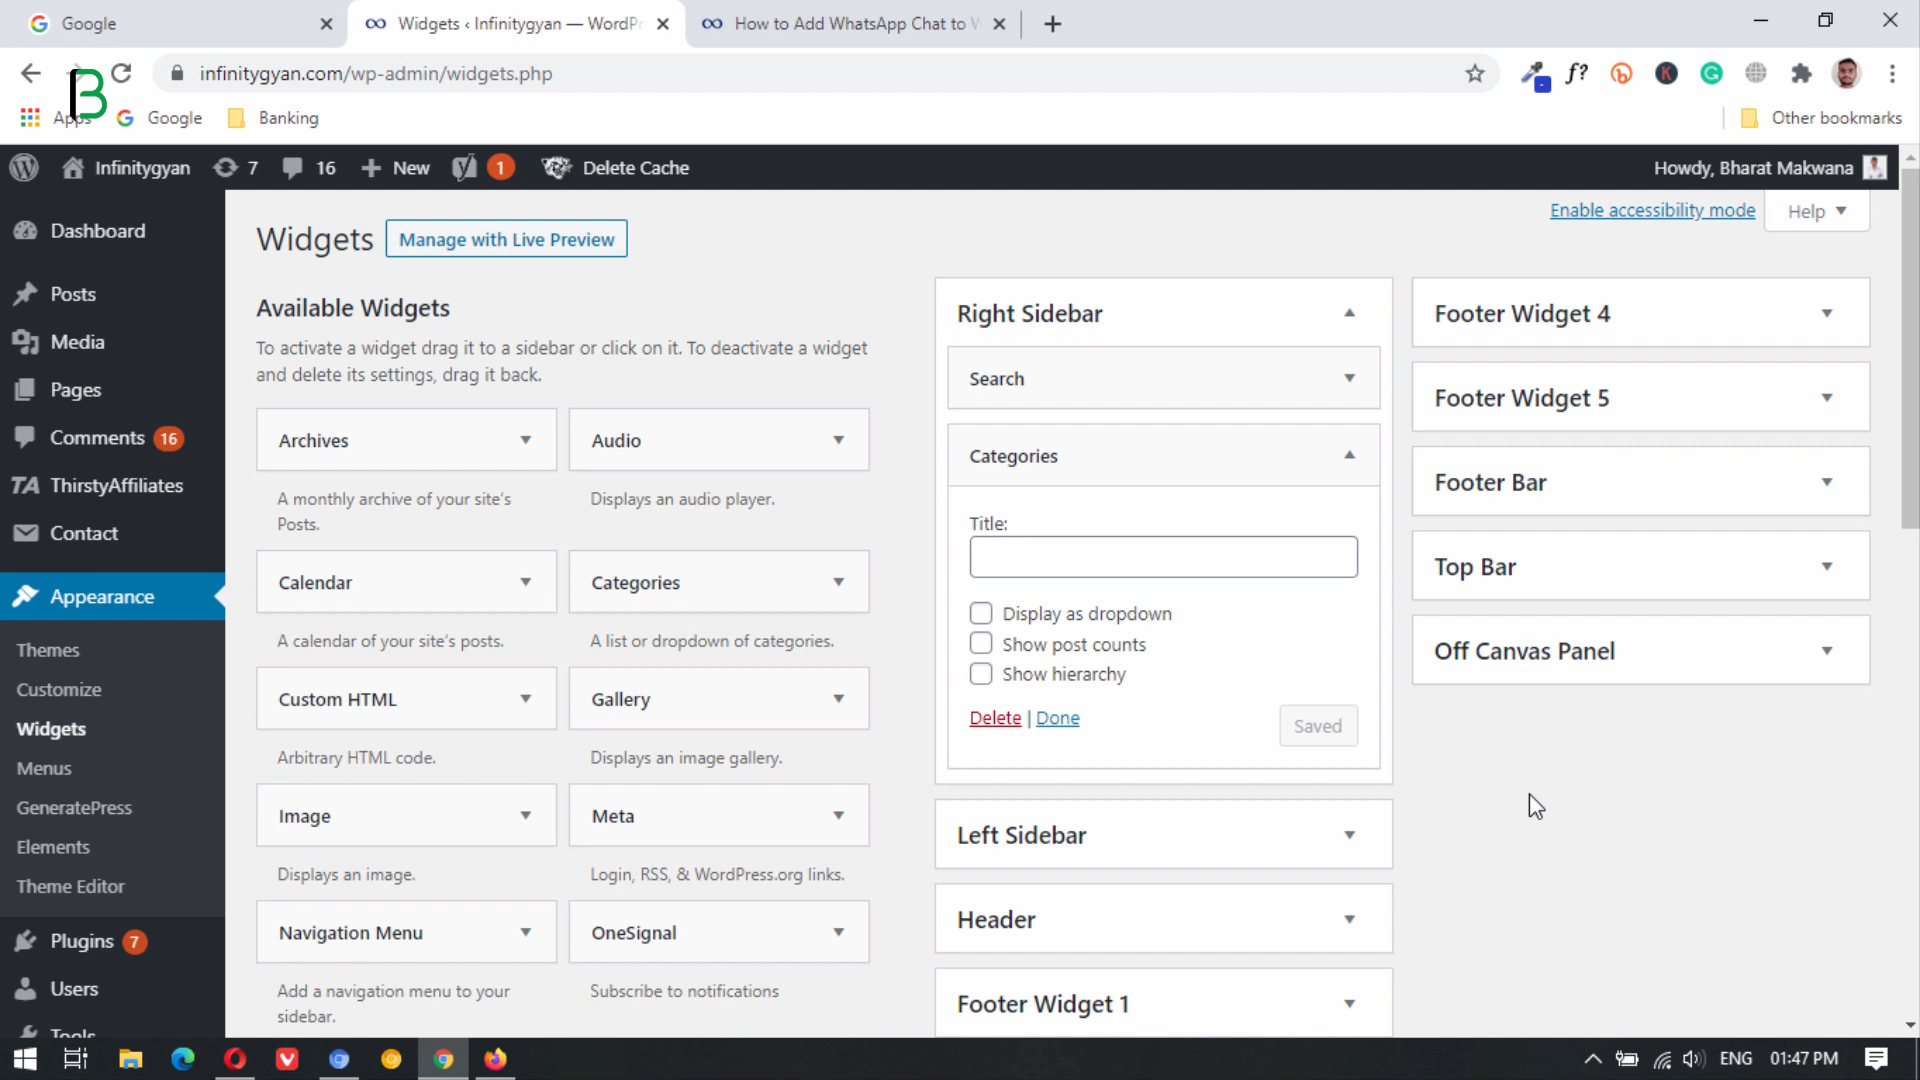 Google
Widgets ‹ Infinitygyan — WordPr
How to Add WhatsApp Chat to W
infinitygyan.com/wp-admin/widgets.php
Apps
Google
Banking
Other bookmarks
Infinitygyan
7
16
New
1
Delete Cache
Howdy, Bharat Makwana
Dashboard
Posts
Media
Pages
Comments 16
ThirstyAffiliates
Contact
Appearance
Themes
Customize
Widgets
Menus
GeneratePress
Elements
Theme Editor
Plugins 7
Users
Tools
Enable accessibility mode
Help
Widgets
Manage with Live Preview
Available Widgets
To activate a widget drag it to a sidebar or click on it. To deactivate a widget
and delete its settings, drag it back.
Archives
A monthly archive of your site's
Posts.
Audio
Displays an audio player.
Calendar
A calendar of your site's posts.
Categories
A list or dropdown of categories.
Custom HTML
Arbitrary HTML code.
Gallery
Displays an image gallery.
Image
Displays an image.
Meta
Login, RSS, & WordPress.org links.
Navigation Menu
Add a navigation menu to your
sidebar.
OneSignal
Subscribe to notifications
Right Sidebar
Search
Categories
Title:
Display as dropdown
Show post counts
Show hierarchy
Delete | Done
Saved
Left Sidebar
Header
Footer Widget 1
Footer Widget 4
Footer Widget 5
Footer Bar
Top Bar
Off Canvas Panel
ENG
01:47 PM